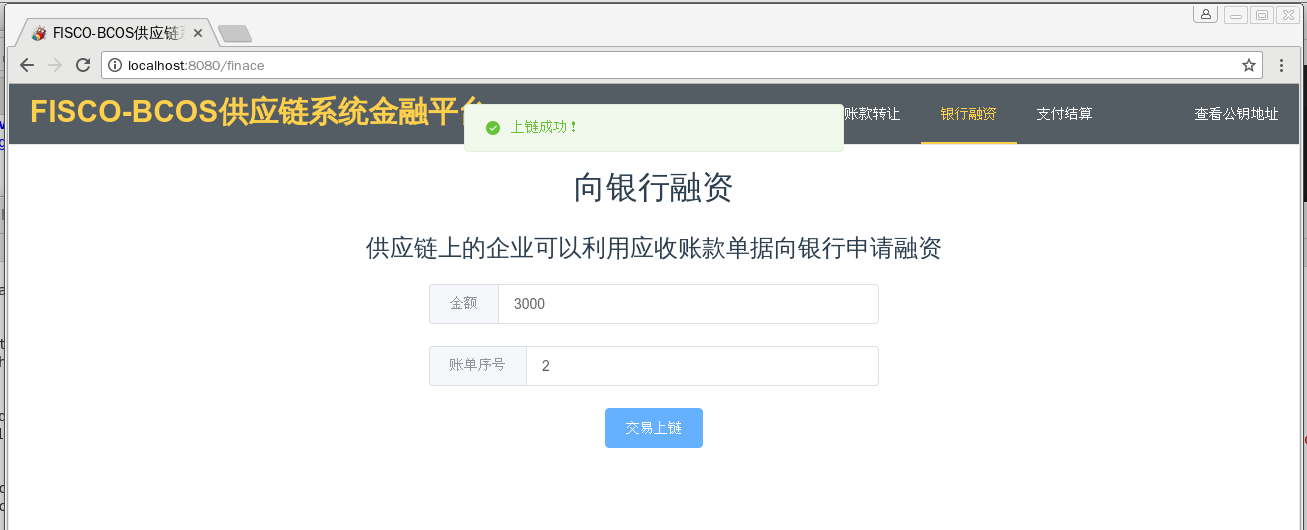 FISCO-BCOS供应链
localhost:8080/finace
FISCO-BCOS供应链系统金融平台
上链成功！
账款转让
银行融资
支付结算
查看公钥地址
向银行融资
供应链上的企业可以利用应收账款单据向银行申请融资
金额
3000
账单序号
2
交易上链